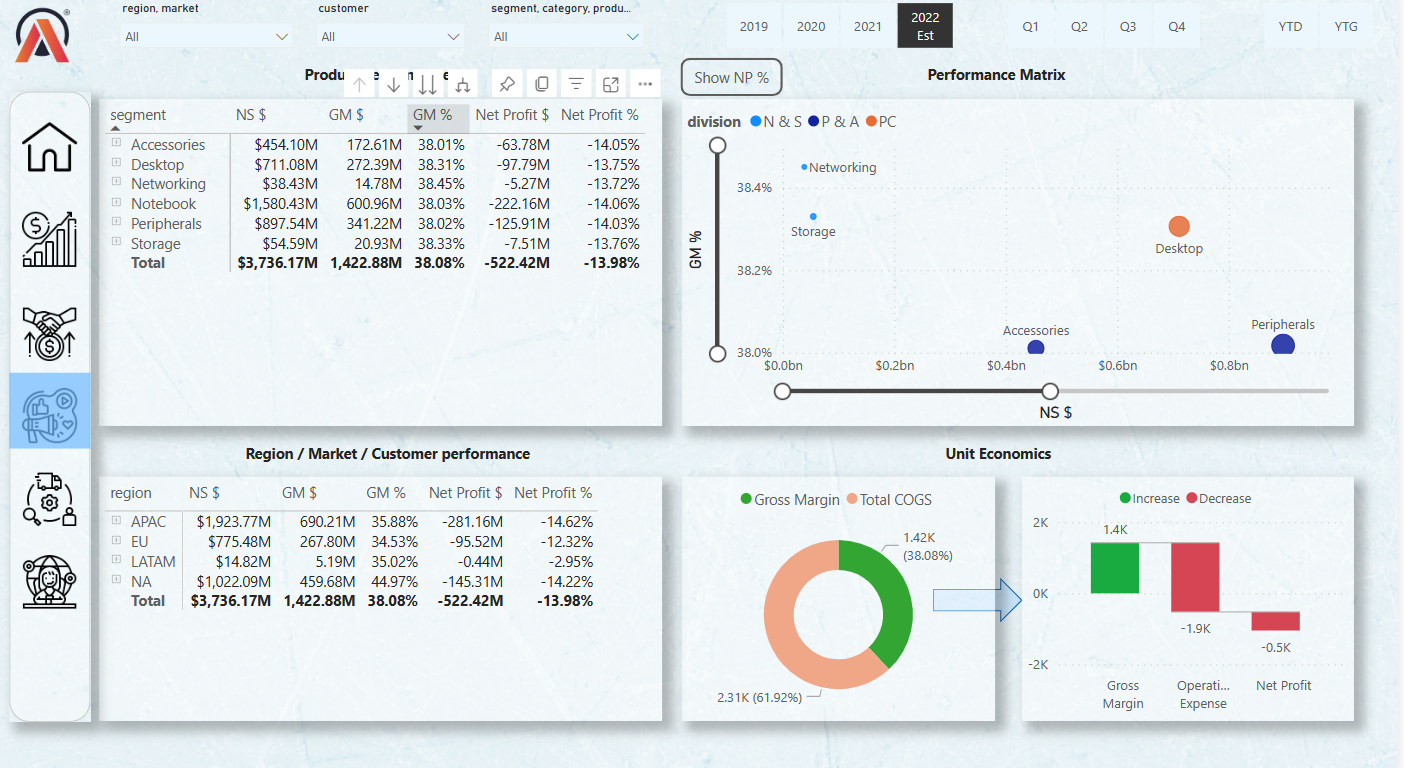 region, market customer segment, category, produ...
All All All
2019 2020 2021 2022 Est Q1 Q2 Q3 Q4 YTD YTG
Show NP %
Performance Matrix
segment NS $ GM $ GM % Net Profit $ Net Profit %
Accessories $454.10M 172.61M 38.01% -63.78M -14.05%
Desktop $711.08M 272.39M 38.31% -97.79M -13.75%
Networking $38.43M 14.78M 38.45% -5.27M -13.72%
Notebook $1,580.43M 600.96M 38.03% -222.16M -14.06%
Peripherals $897.54M 341.22M 38.02% -125.91M -14.03%
Storage $54.59M 20.93M 38.33% -7.51M -13.76%
Total $3,736.17M 1,422.88M 38.08% -522.42M -13.98%
division N & S P & A PC
Networking
38.4%
Storage
Desktop
GM %
38.2%
Peripherals
Accessories
38.0%
$0.0bn $0.2bn $0.4bn $0.6bn $0.8bn
NS $
Region / Market / Customer performance
region NS $ GM $ GM % Net Profit $ Net Profit %
APAC $1,923.77M 690.21M 35.88% -281.16M -14.62%
EU $775.48M 267.80M 34.53% -95.52M -12.32%
LATAM $14.82M 5.19M 35.02% -0.44M -2.95%
NA $1,022.09M 459.68M 44.97% -145.31M -14.22%
Total $3,736.17M 1,422.88M 38.08% -522.42M -13.98%
Unit Economics
Gross Margin Total COGS
1.42K
(38.08%)
2.31K (61.92%)
Increase Decrease
2K
1.4K
0K
-1.9K
-0.5K
-2K
Gross Margin
Operati... Expense
Net Profit